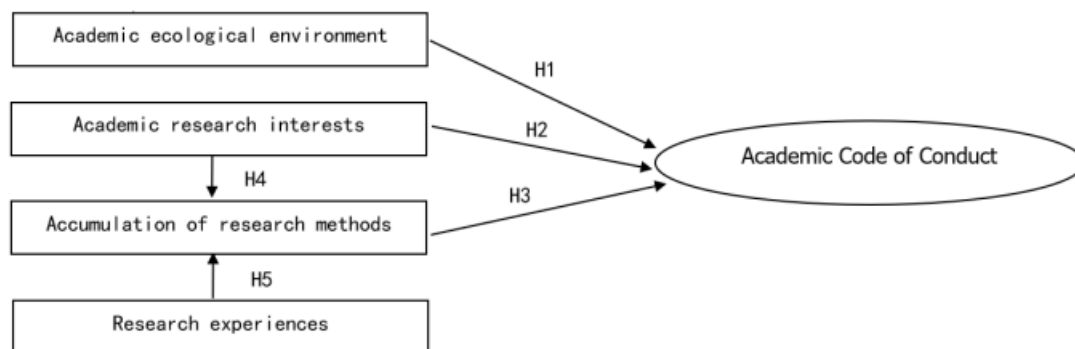 Academic ecological environment
H1
Academic research interests
H2
Academic Code of Conduct
H4
H3
Accumulation of research methods
H5
Research experiences